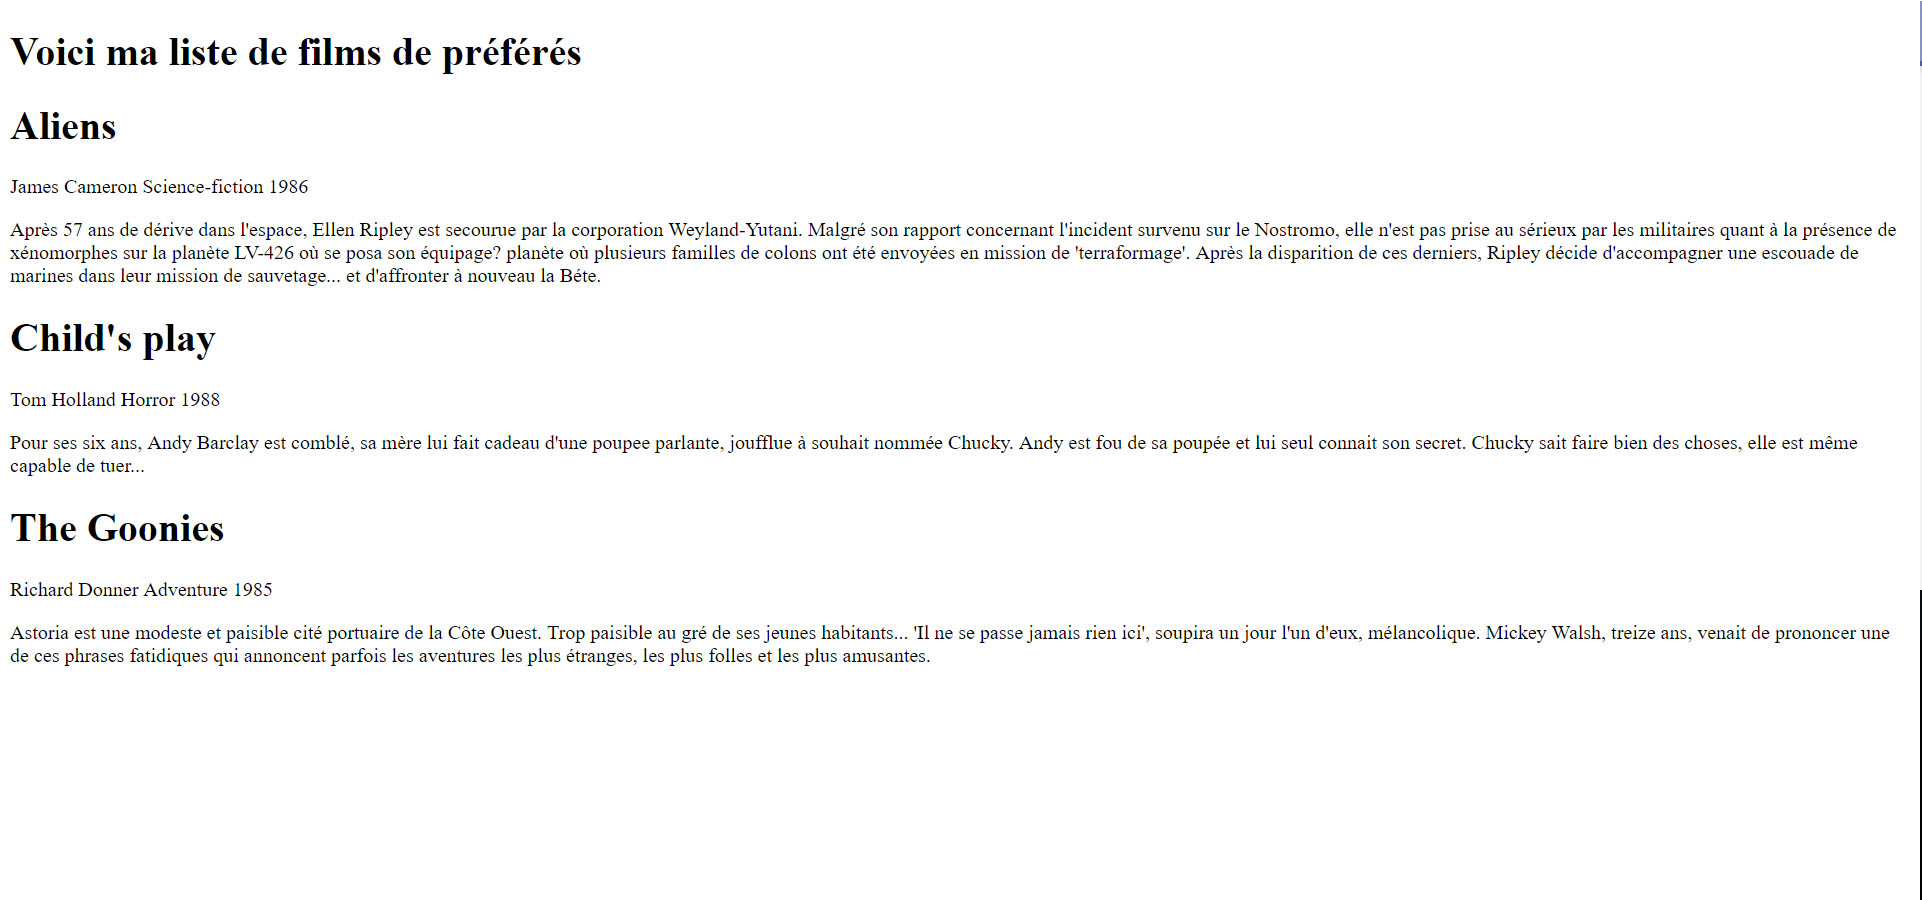 Voici ma liste de films de préférés
Aliens
James Cameron Science-fiction 1986
Après 57 ans de dérive dans l'espace, Ellen Ripley est secourue par la corporation Weyland-Yutani. Malgré son rapport concernant l'incident survenu sur le Nostromo, elle n'est pas prise au sérieux par les militaires quant à la présence de
xénomorphes sur la planète LV-426 où se posa son équipage? planète où plusieurs familles de colons ont été envoyées en mission de 'terraformage'. Après la disparition de ces derniers, Ripley décide d'accompagner une escouade de
marines dans leur mission de sauvetage... et d'affronter à nouveau la Béte.
Child's play
Tom Holland Horror 1988
Pour ses six ans, Andy Barclay est comblé, sa mère lui fait cadeau d'une poupee parlante, joufflue à souhait nommée Chucky. Andy est fou de sa poupée et lui seul connait son secret. Chucky sait faire bien des choses, elle est même
capable de tuer...
The Goonies
Richard Donner Adventure 1985
Astoria est une modeste et paisible cité portuaire de la Côte Ouest. Trop paisible au gré de ses jeunes habitants... 'Il ne se passe jamais rien ici', soupira un jour l'un d'eux, mélancolique. Mickey Walsh, treize ans, venait de prononcer une
de ces phrases fatidiques qui annoncent parfois les aventures les plus étranges, les plus folles et les plus amusantes.